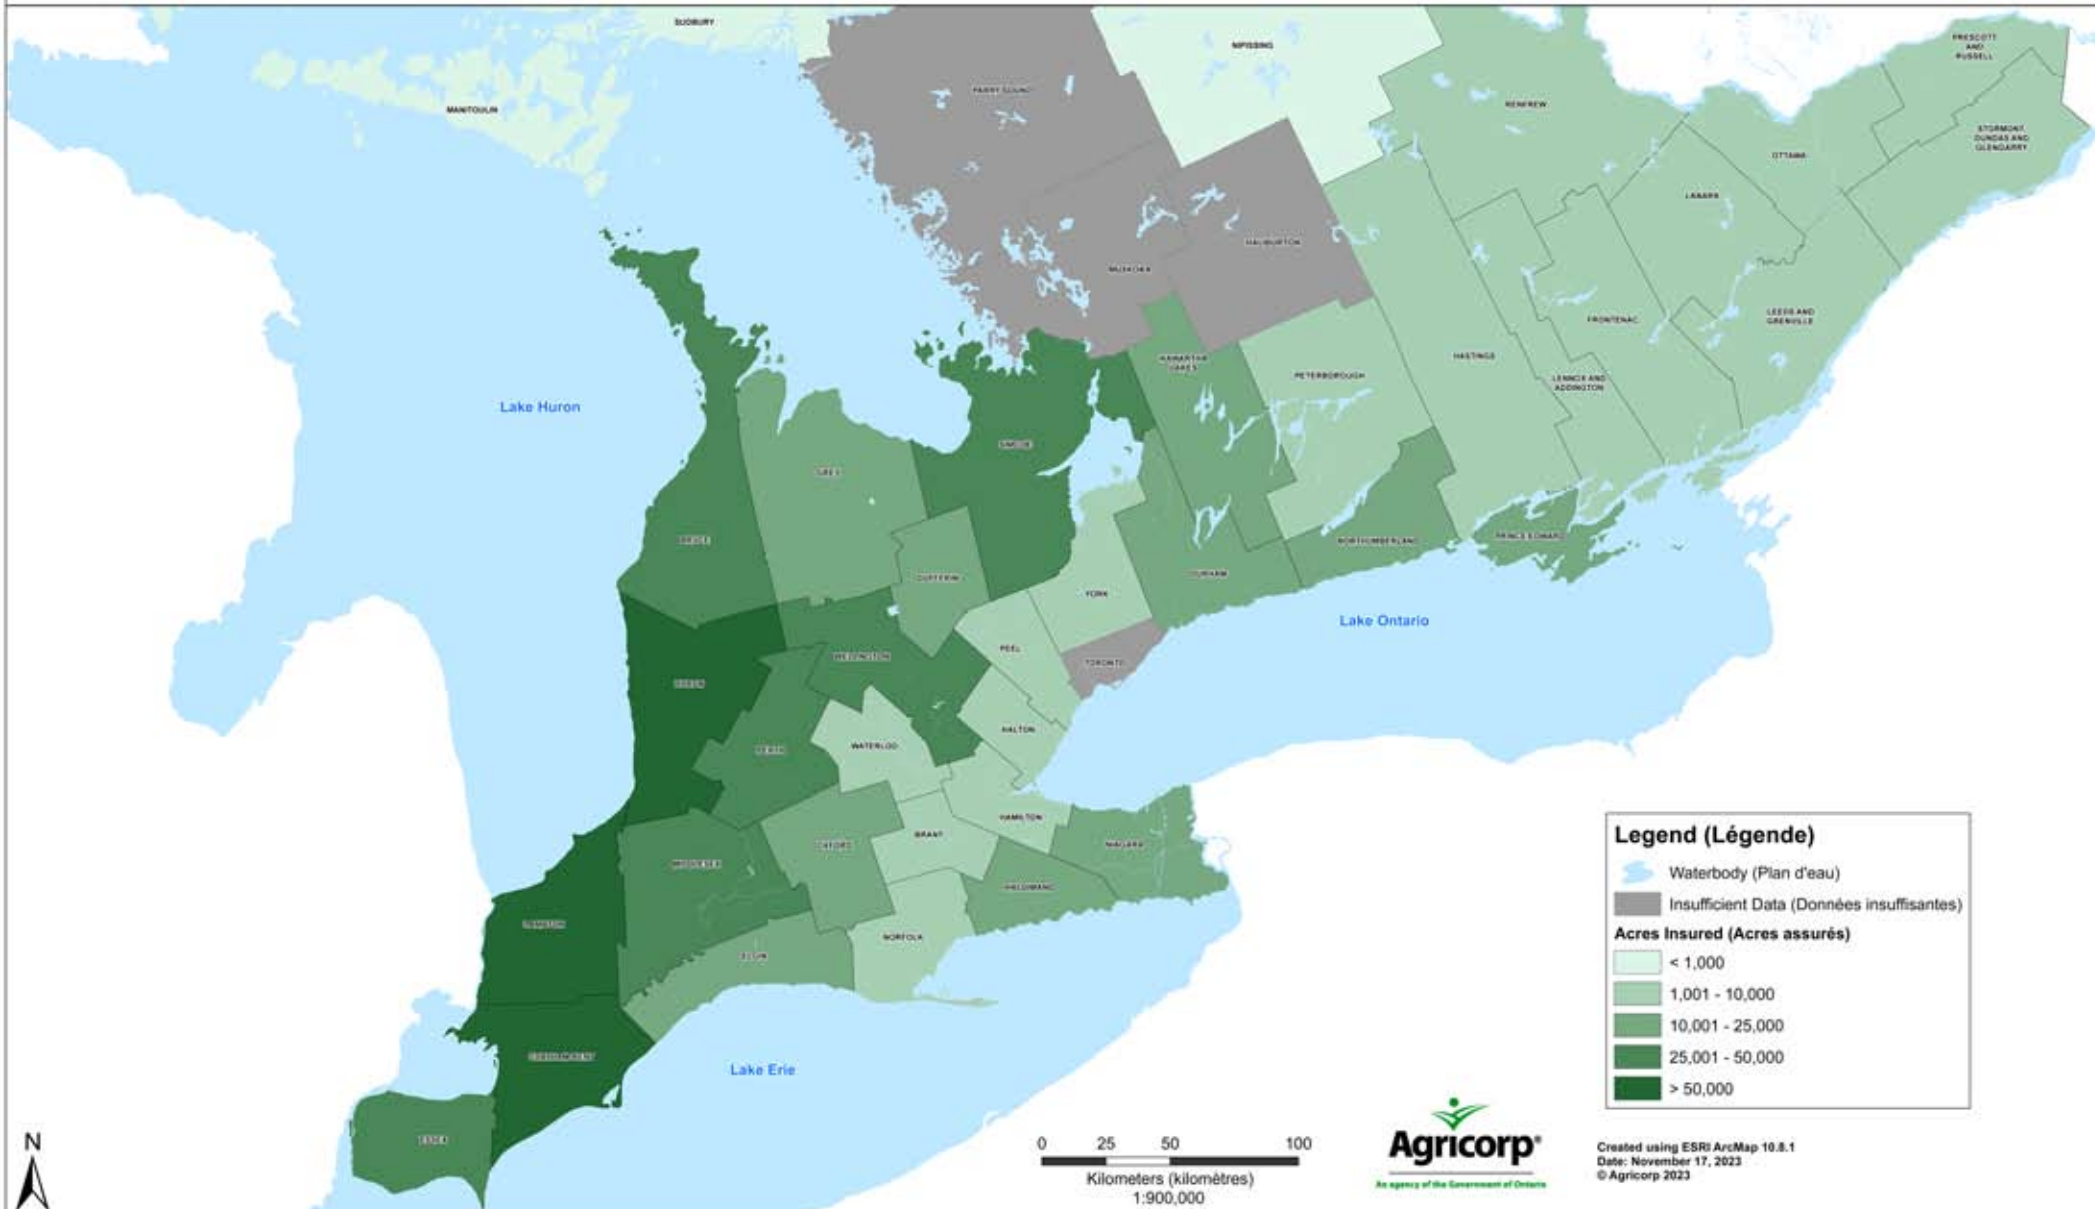 SUDBURY
NIPISSING
PRESCOTT
AND
RUSSELL
MANITOULIN
PARRY SOUND
RENFREW
STORMONT,
DUNDAS AND
GLENGARRY
OTTAWA
LANARK
HALIBURTON
MUSKOKA
LEEDS AND
GRENVILLE
FRONTENAC
KAWARTHA
LAKES
HASTINGS
PETERBOROUGH
LENNOX AND
ADDINGTON
Lake Huron
SIMCOE
GREY
BRUCE
NORTHUMBERLAND
PRINCE EDWARD
DUFFERIN
DURHAM
YORK
Lake Ontario
PEEL
WELLINGTON
TORONTO
HURON
HALTON
WATERLOO
PERTH
HAMILTON
BRANT
OXFORD
NIAGARA
MIDDLESEX
HALDIMAND
LAMBTON
NORFOLK
ELGIN
CHATHAM-KENT
Lake Erie
ESSEX
Legend (Légende)
Waterbody (Plan d'eau)
Insufficient Data (Données insuffisantes)
Acres Insured (Acres assurés)
< 1,000
1,001 - 10,000
10,001 - 25,000
25,001 - 50,000
> 50,000
N
0 25 50 100
Kilometers (kilomètres)
1:900,000
Agricorp®
An agency of the Government of Ontario
Created using ESRI ArcMap 10.8.1
Date: November 17, 2023
© Agricorp 2023